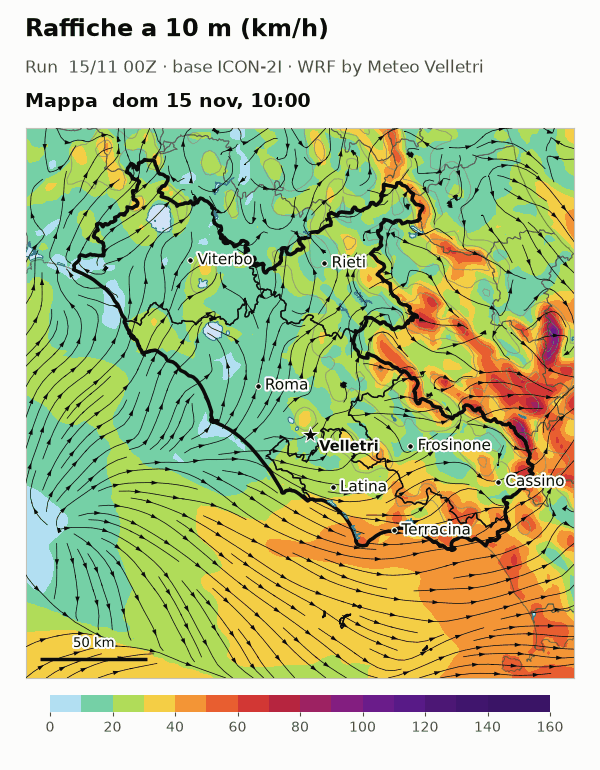 Raffiche a 10 m (km/h)
Run  15/11 00Z · base ICON-2I · WRF by Meteo Velletri
Mappa  dom 15 nov, 10:00
Viterbo
Rieti
Roma
Velletri
Frosinone
Latina
Cassino
Terracina
50 km
0 20 40 60 80 100 120 140 160